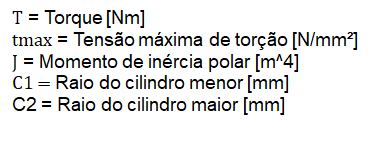 T = Torque [Nm]
tmax = Tensão máxima de torção [N/mm²]
J = Momento de inércia polar [m^4]
C1 = Raio do cilindro menor [mm]
C2 = Raio do cilindro maior [mm]